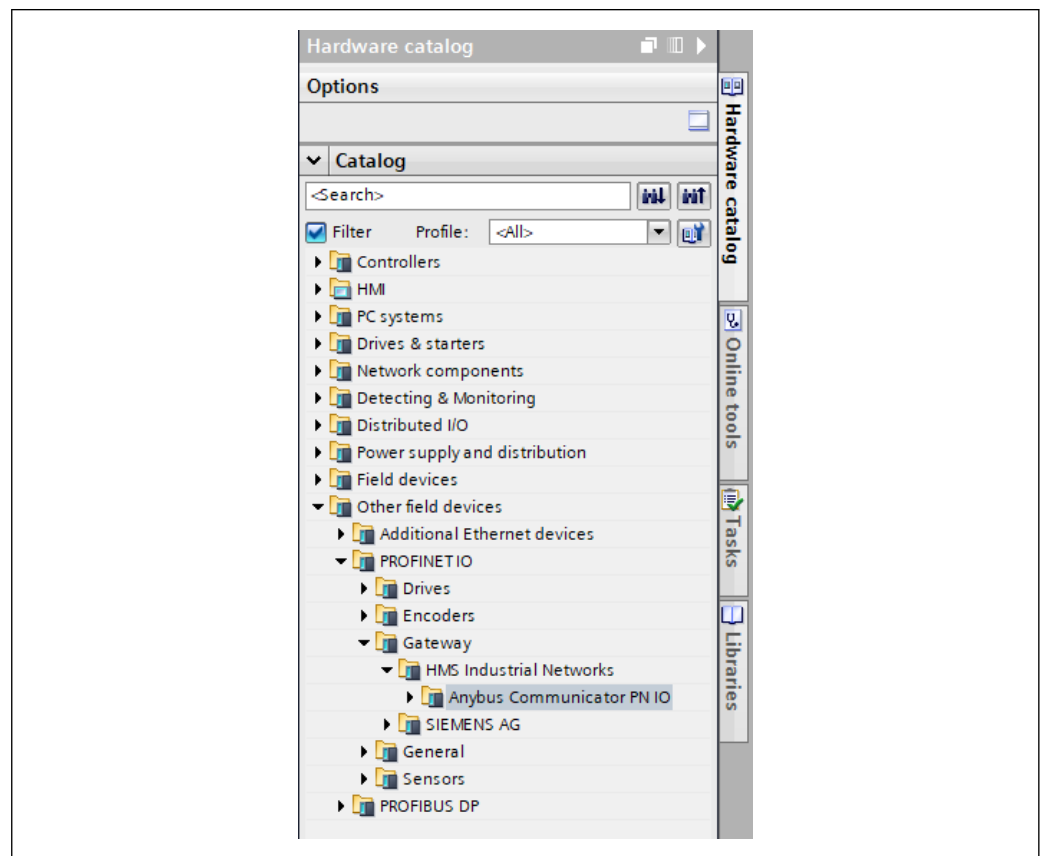 Hardware catalog
Options
Catalog
<Search>
Filter Profile: <All>
Controllers
HMI
PC systems
Drives & starters
Network components
Detecting & Monitoring
Distributed I/O
Power supply and distribution
Field devices
Other field devices
Additional Ethernet devices
PROFINET IO
Drives
Encoders
Gateway
HMS Industrial Networks
Anybus Communicator PN IO
SIEMENS AG
General
Sensors
PROFIBUS DP
Hardware catalog
Online tools
Tasks
Libraries